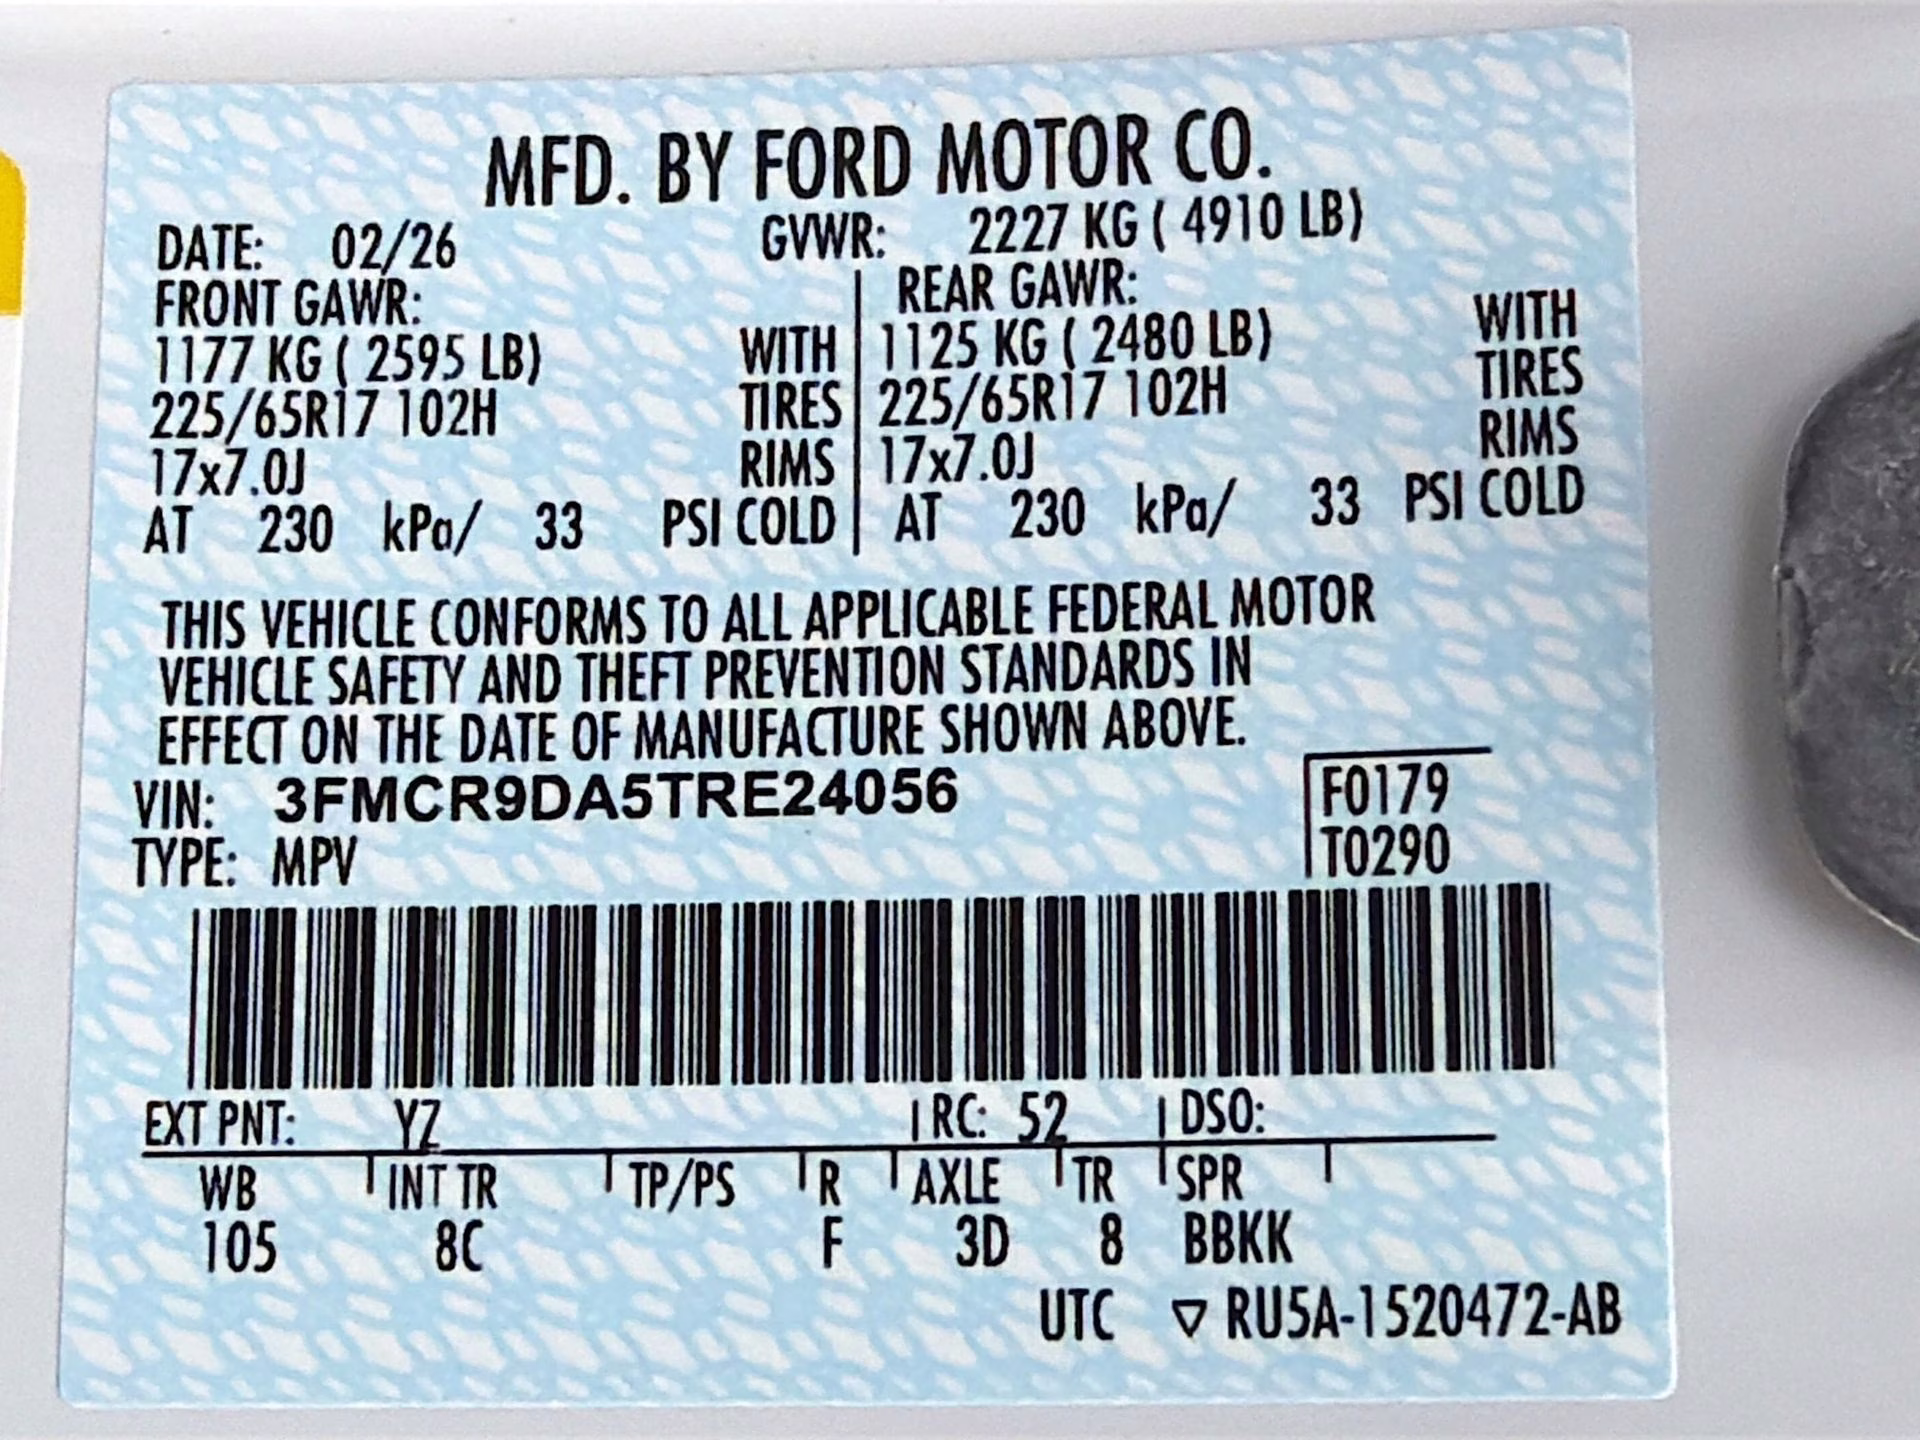 MFD. BY FORD MOTOR CO.
DATE: 02/26 GVWR: 2227 KG ( 4910 LB)
FRONT GAWR: REAR GAWR:
1177 KG ( 2595 LB) WITH 1125 KG ( 2480 LB) WITH
225/65R17 102H TIRES 225/65R17 102H TIRES
17x7.0J RIMS 17x7.0J RIMS
AT 230 kPa/ 33 PSI COLD AT 230 kPa/ 33 PSI COLD
THIS VEHICLE CONFORMS TO ALL APPLICABLE FEDERAL MOTOR
VEHICLE SAFETY AND THEFT PREVENTION STANDARDS IN
EFFECT ON THE DATE OF MANUFACTURE SHOWN ABOVE.
VIN: 3FMCR9DA5TRE24056 F0179
TYPE: MPV T0290
EXT PNT: YZ RC: 52 DSO:
WB INT TR TP/PS R AXLE TR SPR
105 8C F 3D 8 BBKK
UTC ▽ RU5A-1520472-AB